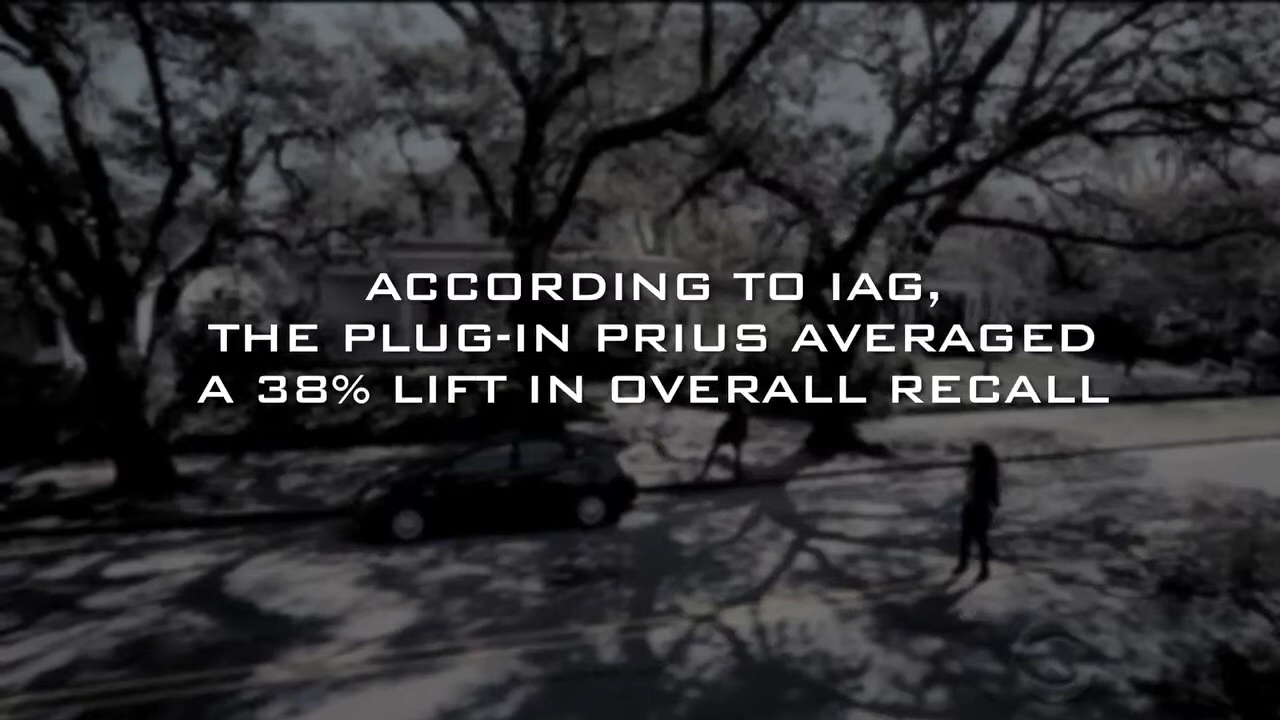 ACCORDING TO IAG,
THE PLUG-IN PRIUS AVERAGED
A 38% LIFT IN OVERALL RECALL